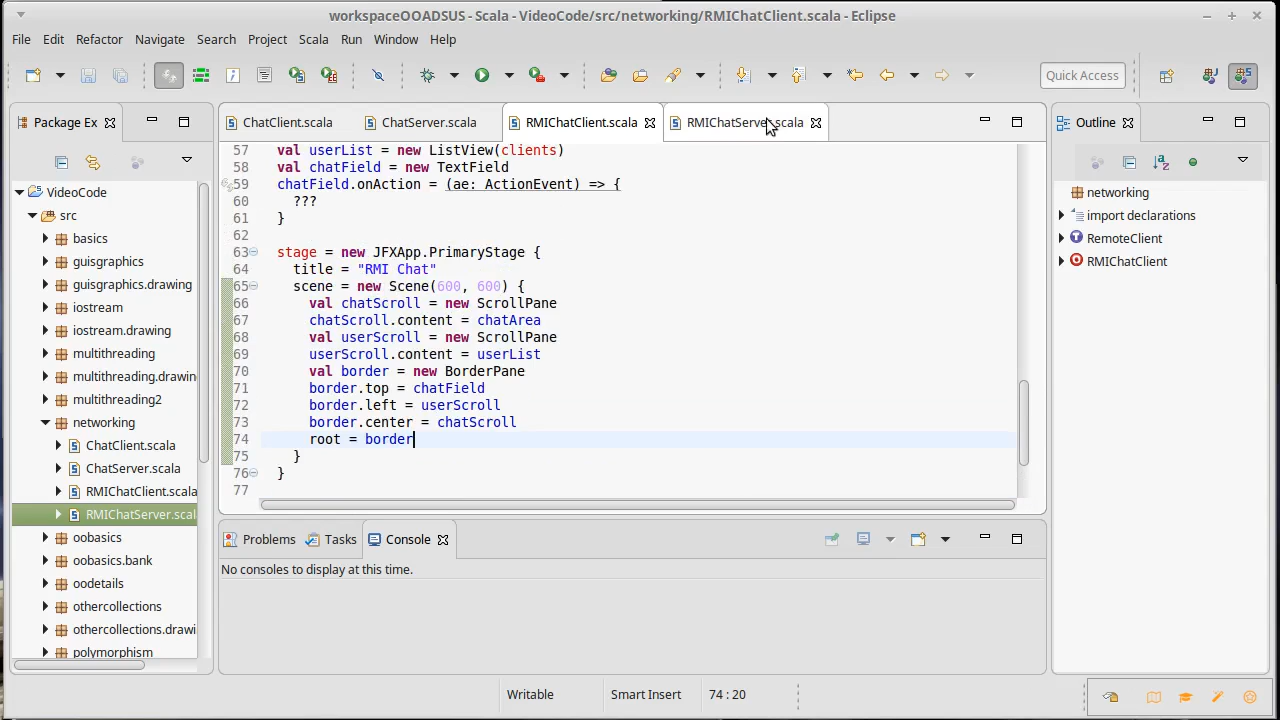 workspaceOOADSUS - Scala - VideoCode/src/networking/RMIChatClient.scala - Eclipse
File Edit Refactor Navigate Search Project Scala Run Window Help
Quick Access
Package Ex
ChatClient.scala
ChatServer.scala
RMIChatClient.scala
RMIChatServer.scala
Outline
VideoCode
src
basics
guisgraphics
guisgraphics.drawing
iostream
iostream.drawing
multithreading
multithreading.drawin
multithreading2
networking
ChatClient.scala
ChatServer.scala
RMIChatClient.scala
RMIChatServer.scal
oobasics
oobasics.bank
oodetails
othercollections
othercollections.drawi
polymorphism
57 val userList = new ListView(clients)
58 val chatField = new TextField
59 chatField.onAction = (ae: ActionEvent) => {
60 ???
61 }
62
63 stage = new JFXApp.PrimaryStage {
64 title = "RMI Chat"
65 scene = new Scene(600, 600) {
66 val chatScroll = new ScrollPane
67 chatScroll.content = chatArea
68 val userScroll = new ScrollPane
69 userScroll.content = userList
70 val border = new BorderPane
71 border.top = chatField
72 border.left = userScroll
73 border.center = chatScroll
74 root = border
75 }
76 }
77
networking
import declarations
RemoteClient
RMIChatClient
Problems Tasks Console
No consoles to display at this time.
Writable Smart Insert 74 : 20